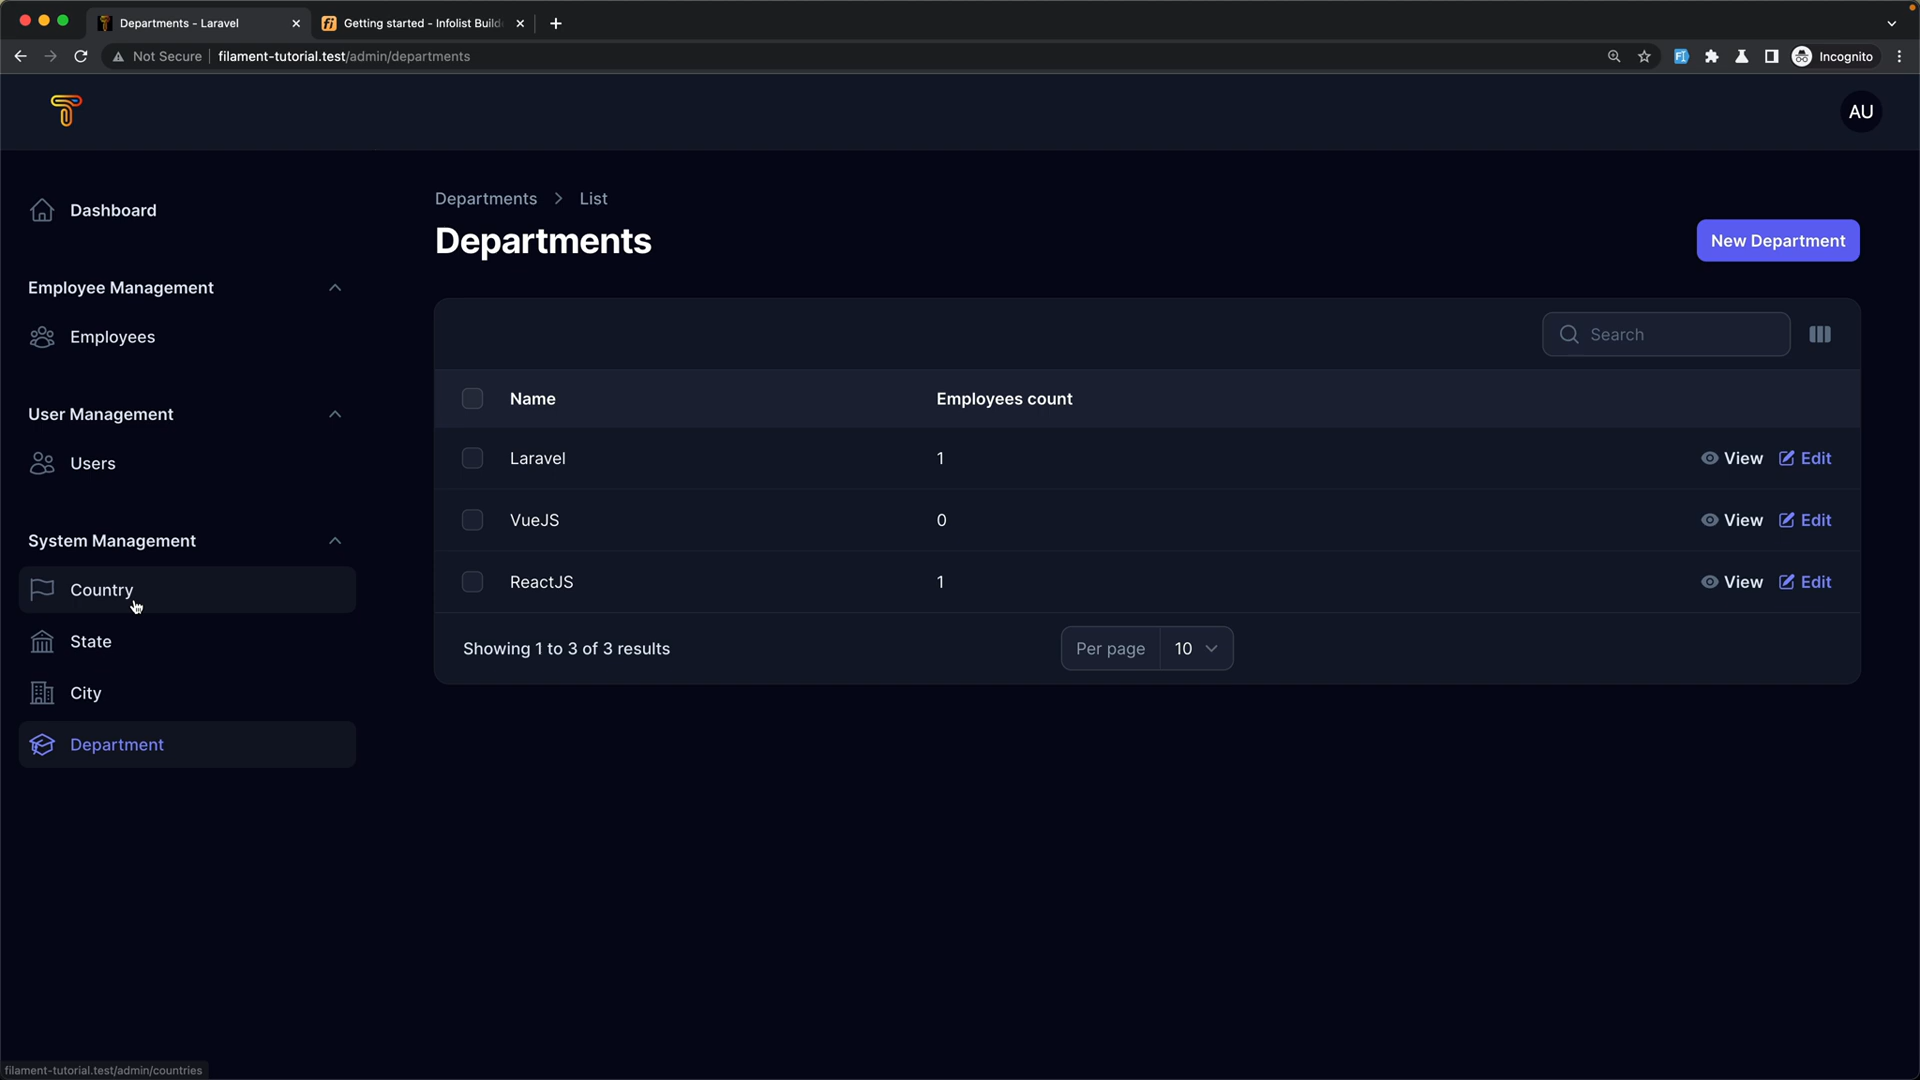 Departments - Laravel
Getting started - Infolist Build
Not Secure
filament-tutorial.test/admin/departments
Incognito
AU
Dashboard
Employee Management
Employees
User Management
Users
System Management
Country
State
City
Department
Departments > List
Departments
New Department
Search
Name Employees count
Laravel 1 View Edit
VueJS 0 View Edit
ReactJS 1 View Edit
Showing 1 to 3 of 3 results
Per page 10
filament-tutorial.test/admin/countries